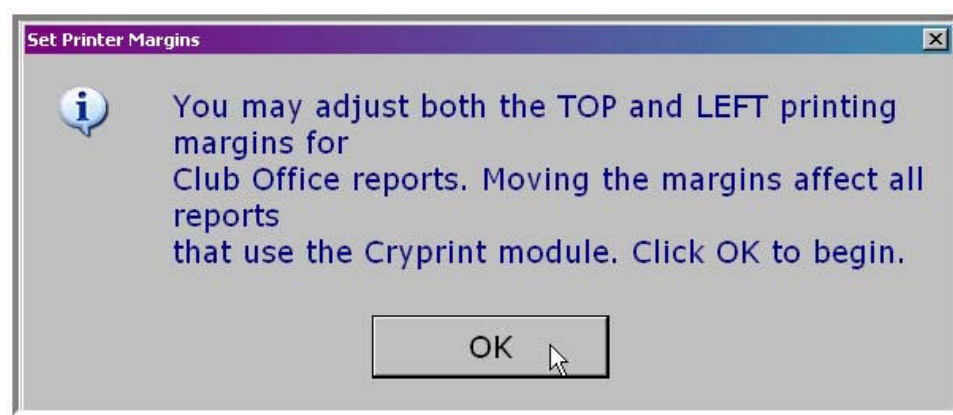 Set Printer Margins
You may adjust both the TOP and LEFT printing
margins for
Club Office reports. Moving the margins affect all
reports
that use the Cryprint module. Click OK to begin.
OK